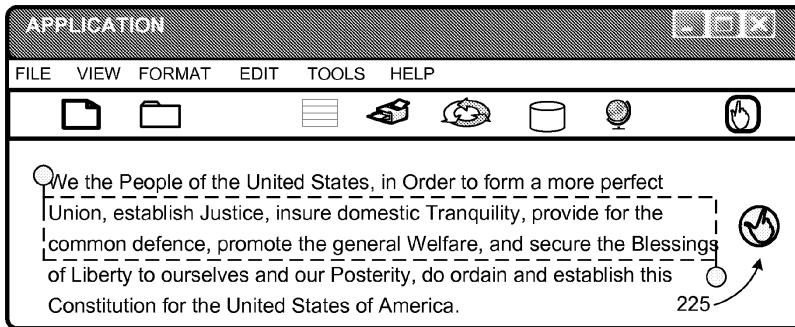 APPLICATION
FILE VIEW FORMAT EDIT TOOLS HELP
We the People of the United States, in Order to form a more perfect
Union, establish Justice, insure domestic Tranquility, provide for the
common defence, promote the general Welfare, and secure the Blessings
of Liberty to ourselves and our Posterity, do ordain and establish this
Constitution for the United States of America.
225